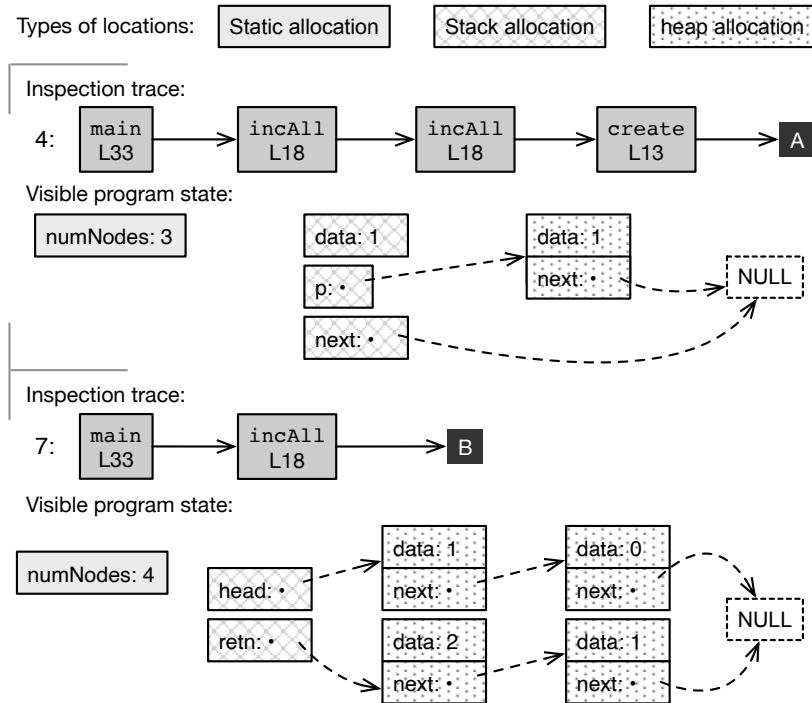 Types of locations: Static allocation Stack allocation heap allocation
Inspection trace:
4: main L33 incAll L18 incAll L18 create L13 A
Visible program state:
numNodes: 3
data: 1 data: 1
p: • next: • NULL
next: •
Inspection trace:
7: main L33 incAll L18 B
Visible program state:
numNodes: 4
data: 1 data: 0
head: • next: • next: •
NULL
retn: • data: 2 data: 1
next: • next: •